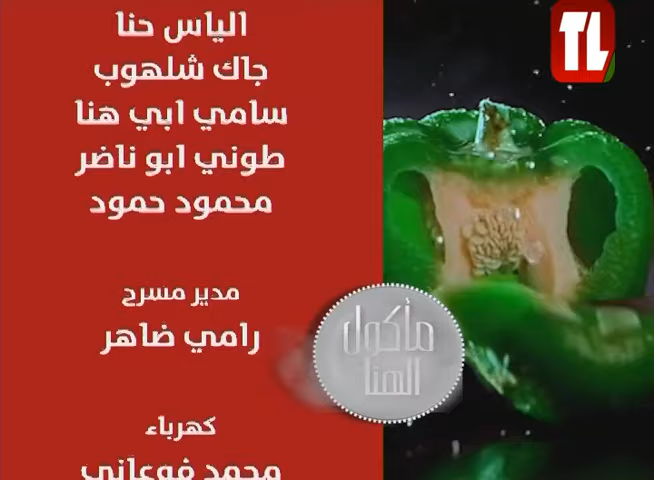 الياس حنا
جاك شلهوب
سامي ابي هنا
طوني ابو ناضر
محمود حمود
مدير مسرح
رامي ضاهر
كهرباء
محمد فوعاني
TL
مأكول
الهنا